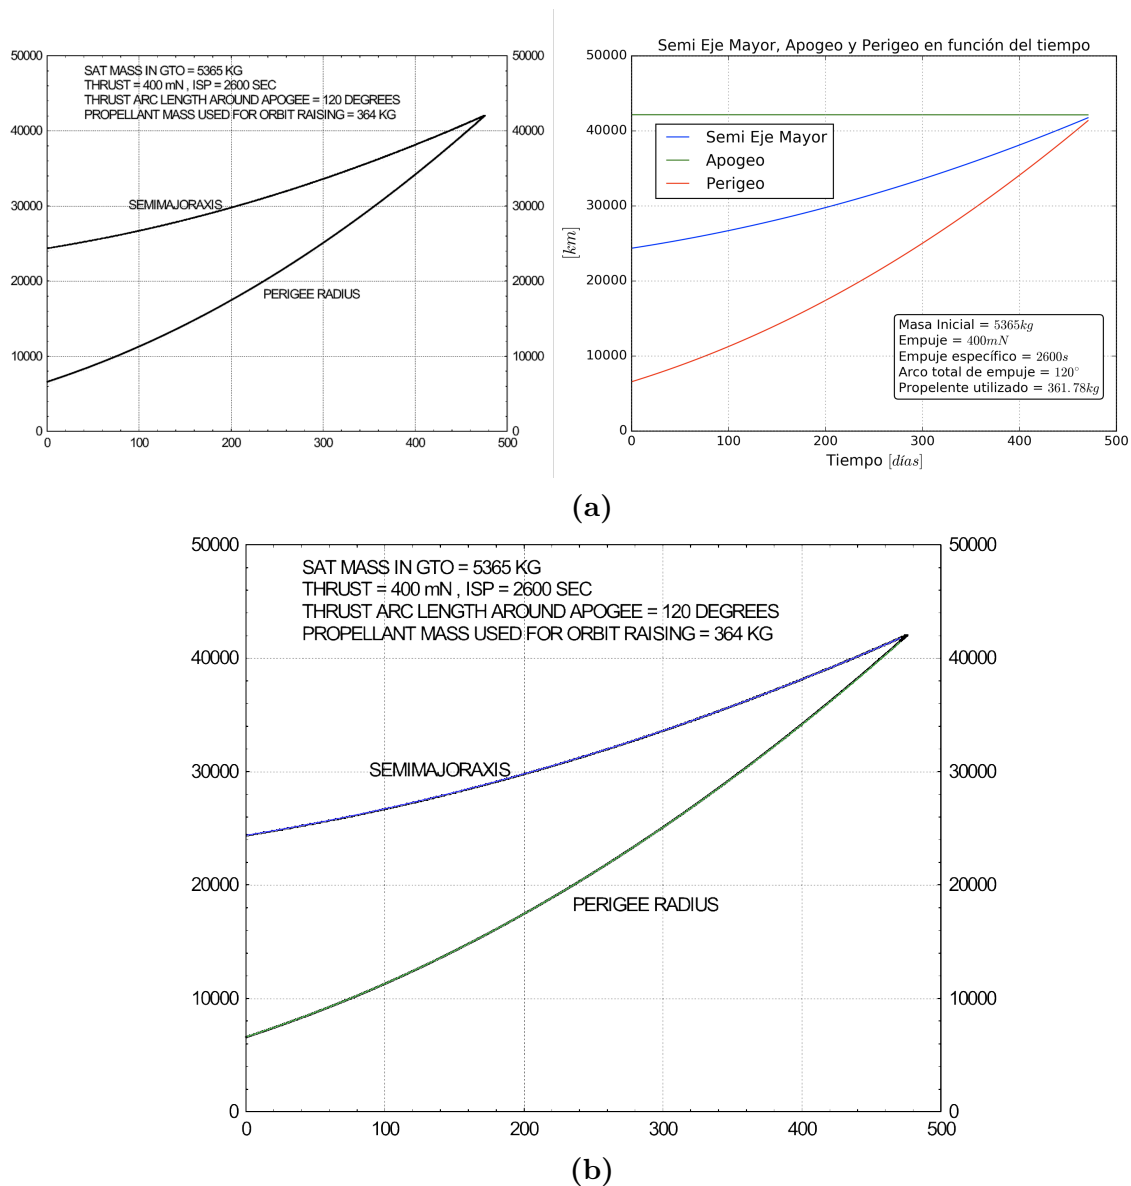 50000
40000
30000
20000
10000
0
50000
40000
30000
20000
10000
0
SAT MASS IN GTO = 5365 KG
THRUST = 400 mN , ISP = 2600 SEC
THRUST ARC LENGTH AROUND APOGEE = 120 DEGREES
PROPELLANT MASS USED FOR ORBIT RAISING = 364 KG
SEMIMAJORAXIS
PERIGEE RADIUS
0 100 200 300 400 500
Semi Eje Mayor, Apogeo y Perigeo en función del tiempo
50000
40000
30000
20000
10000
0
[km]
Semi Eje Mayor
Apogeo
Perigeo
Masa Inicial = 5365kg
Empuje = 400mN
Empuje específico = 2600s
Arco total de empuje = 120°
Propelente utilizado = 361.78kg
0 100 200 300 400 500
Tiempo [días]
(a)
50000
40000
30000
20000
10000
0
50000
40000
30000
20000
10000
0
SAT MASS IN GTO = 5365 KG
THRUST = 400 mN , ISP = 2600 SEC
THRUST ARC LENGTH AROUND APOGEE = 120 DEGREES
PROPELLANT MASS USED FOR ORBIT RAISING = 364 KG
SEMIMAJORAXIS
PERIGEE RADIUS
0 100 200 300 400 500
(b)